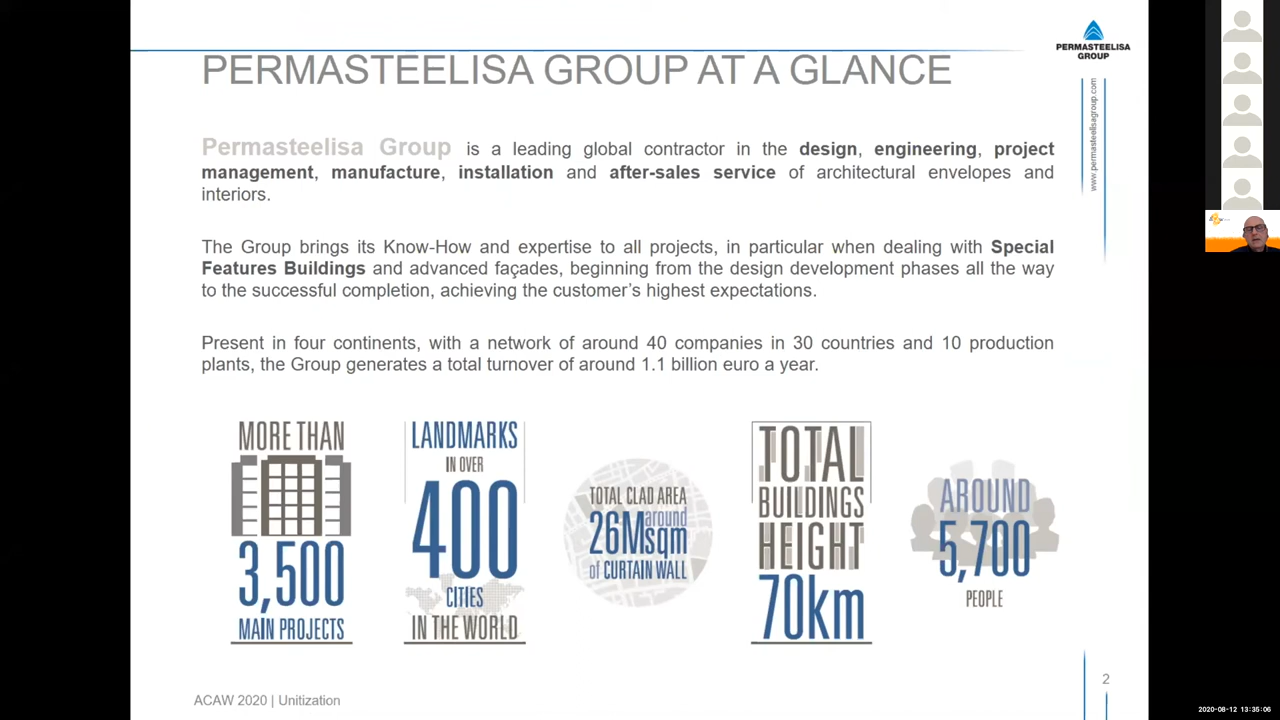 PERMASTEELISA
GROUP
PERMASTEELISA GROUP AT A GLANCE
www.permasteelisagroup.com
Permasteelisa Group is a leading global contractor in the design, engineering, project
management, manufacture, installation and after-sales service of architectural envelopes and
interiors.
The Group brings its Know-How and expertise to all projects, in particular when dealing with Special
Features Buildings and advanced façades, beginning from the design development phases all the way
to the successful completion, achieving the customer's highest expectations.
Present in four continents, with a network of around 40 companies in 30 countries and 10 production
plants, the Group generates a total turnover of around 1.1 billion euro a year.
MORE THAN
3,500
MAIN PROJECTS
LANDMARKS
IN OVER
400
CITIES
IN THE WORLD
TOTAL CLAD AREA
around
26Msqm
of CURTAIN WALL
TOTAL
BUILDINGS
HEIGHT
70km
AROUND
5,700
PEOPLE
ACAW 2020 | Unitization
2
2020-08-12 13:35:06